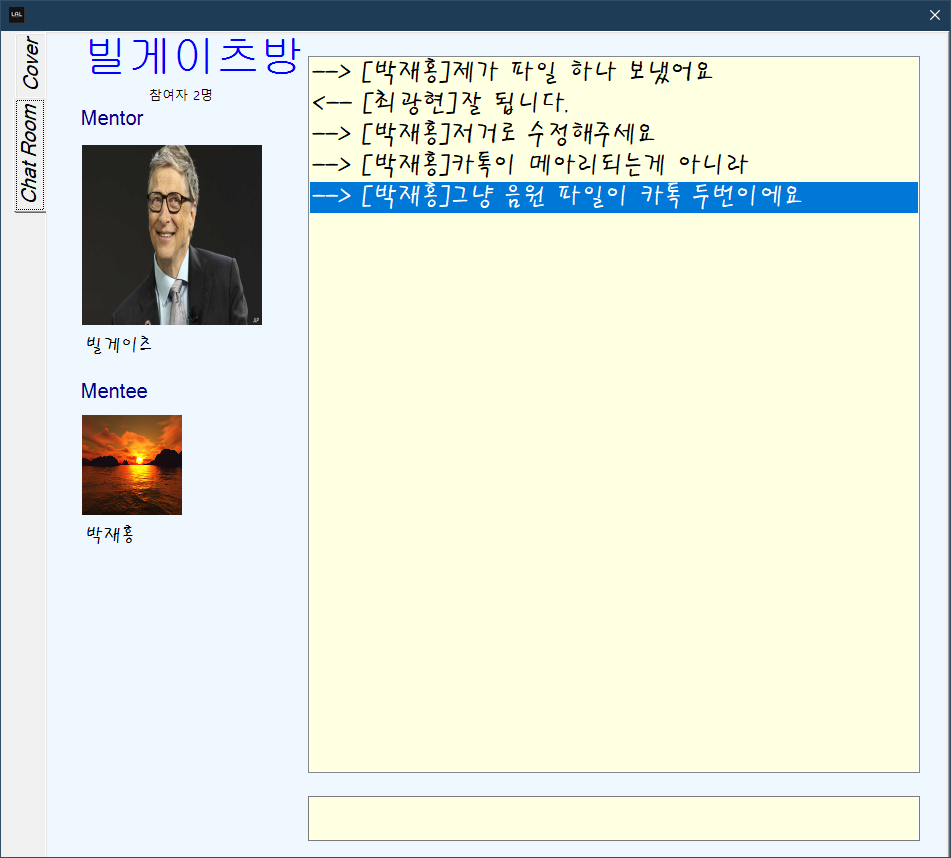 LRL
Cover
Chat Room
빌게이츠방
참여자 2명
Mentor
빌게이츠
Mentee
박재홍
--> [박재홍]제가 파일 하나 보냈어요
<-- [최광현]잘 됩니다.
--> [박재홍]저거로 수정해주세요
--> [박재홍]카톡이 메아리되는게 아니라
--> [박재홍]그냥 음원 파일이 카톡 두번이에요